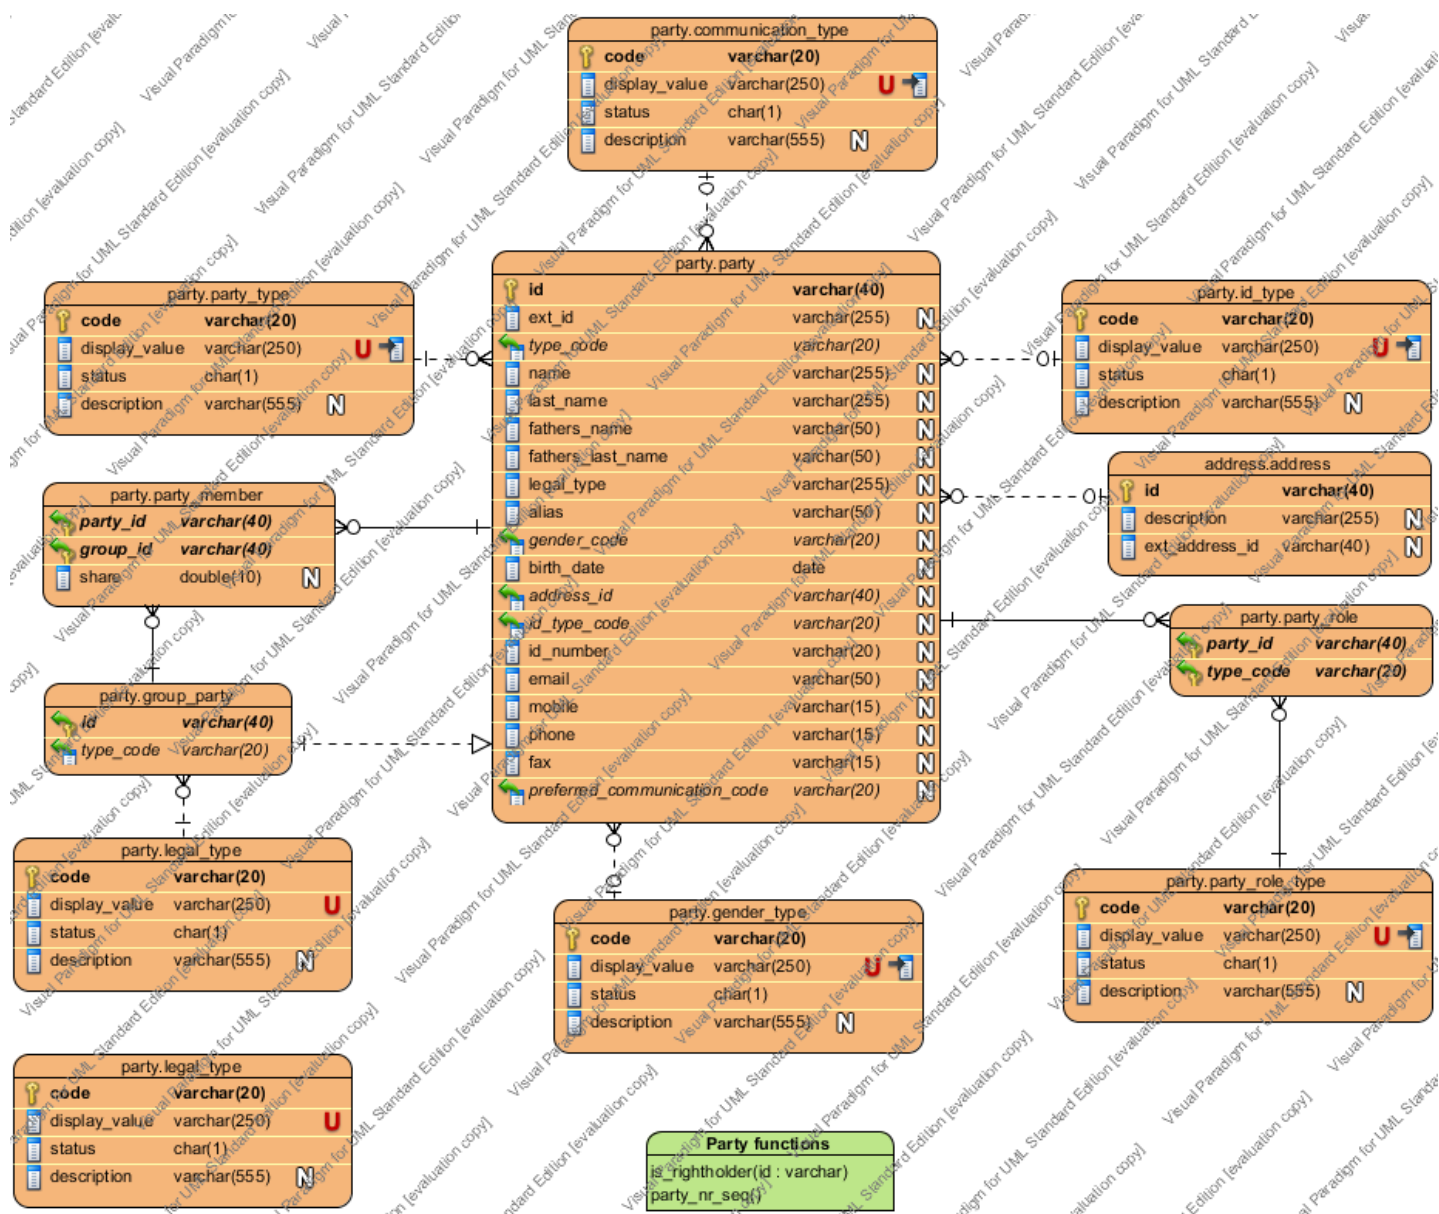 party.communication_type
code varchar(20)
display_value varchar(250) U
status char(1)
description varchar(555) N
party.party
id varchar(40)
ext_id varchar(255) N
type_code varchar(20)
name varchar(255) N
last_name varchar(255) N
fathers_name varchar(50) N
fathers_last_name varchar(50) N
legal_type varchar(255) N
alias varchar(50) N
gender_code varchar(20) N
birth_date date N
address_id varchar(40) N
id_type_code varchar(20) N
id_number varchar(20) N
email varchar(50) N
mobile varchar(15) N
phone varchar(15) N
fax varchar(15) N
preferred_communication_code varchar(20) N
party.party_type
code varchar(20)
display_value varchar(250) U
status char(1)
description varchar(555) N
party.id_type
code varchar(20)
display_value varchar(250) U
status char(1)
description varchar(555) N
party.party_member
party_id varchar(40)
group_id varchar(40)
share double(10) N
address.address
id varchar(40)
description varchar(255) N
ext_address_id varchar(40) N
party.party_role
party_id varchar(40)
type_code varchar(20)
party.group_party
id varchar(40)
type_code varchar(20)
party.legal_type
code varchar(20)
display_value varchar(250) U
status char(1)
description varchar(555) N
party.gender_type
code varchar(20)
display_value varchar(250) U
status char(1)
description varchar(555) N
party.party_role_type
code varchar(20)
display_value varchar(250) U
status char(1)
description varchar(555) N
party.legal_type
code varchar(20)
display_value varchar(250) U
status char(1)
description varchar(555) N
Party functions
is_rightholder(id : varchar)
party_nr_seq()
Visual Paradigm for UML Standard Edition [evaluation copy]